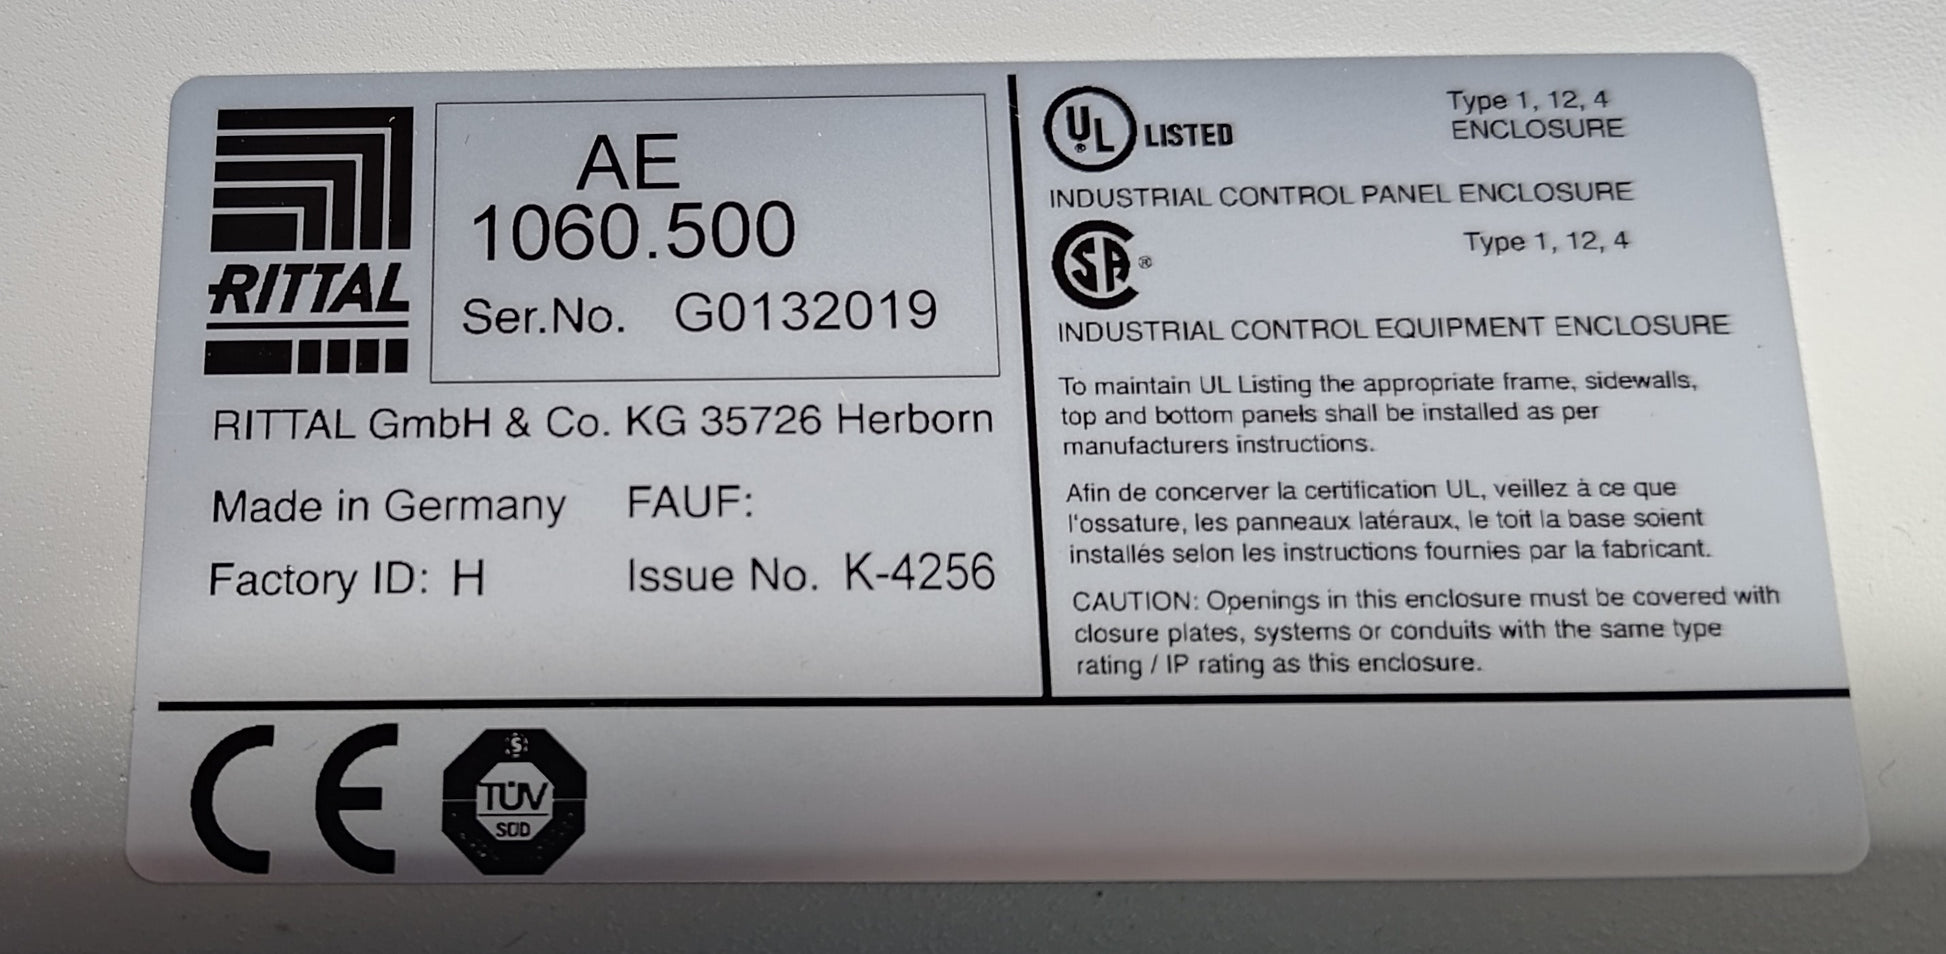 RITTAL
AE
1060.500
Ser.No. G0132019
RITTAL GmbH & Co. KG 35726 Herborn
Made in Germany FAUF:
Factory ID: H Issue No. K-4256
UL ® LISTED
Type 1, 12, 4
ENCLOSURE
INDUSTRIAL CONTROL PANEL ENCLOSURE
SA ®
Type 1, 12, 4
INDUSTRIAL CONTROL EQUIPMENT ENCLOSURE
To maintain UL Listing the appropriate frame, sidewalls,
top and bottom panels shall be installed as per
manufacturers instructions.
Afin de concerver la certification UL, veillez à ce que
l'ossature, les panneaux latéraux, le toit la base soient
installés selon les instructions fournies par la fabricant.
CAUTION: Openings in this enclosure must be covered with
closure plates, systems or conduits with the same type
rating / IP rating as this enclosure.
CE
S
TÜV
SÜD